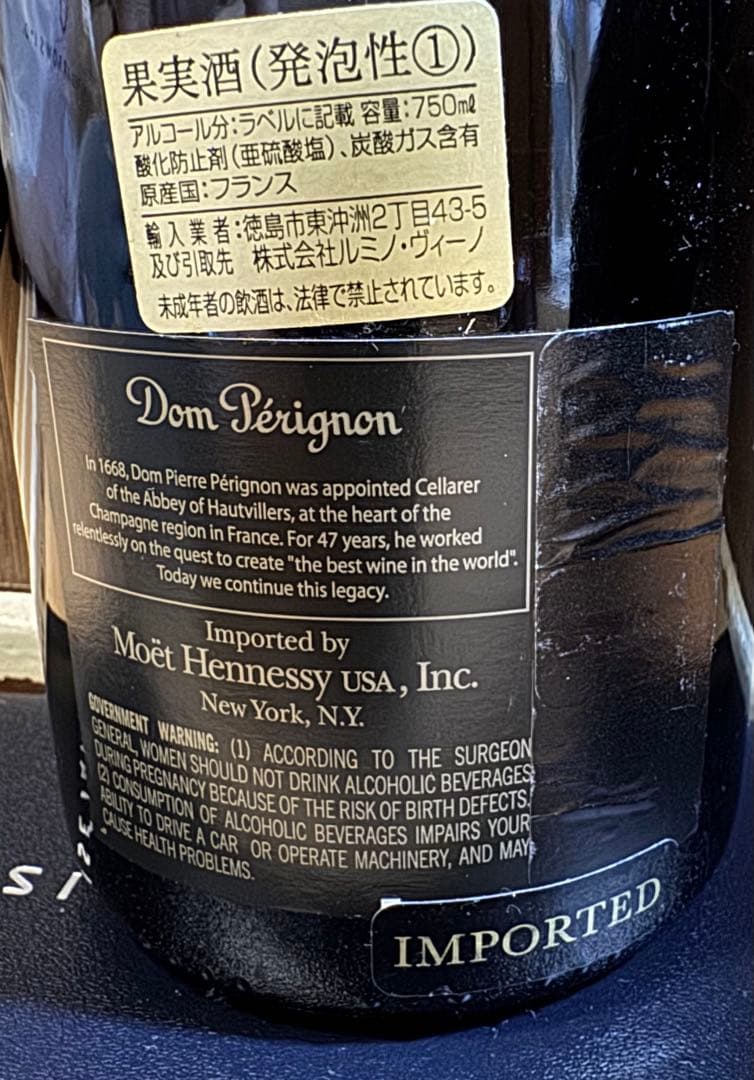 果実酒(発泡性①)
アルコール分:ラベルに記載 容量:750㎖
酸化防止剤(亜硫酸塩)、炭酸ガス含有
原産国:フランス
輸入業者:徳島市東沖洲2丁目43-5
及び引取先 株式会社ルミノ・ヴィーノ
未成年者の飲酒は、法律で禁止されています。
Dom Pérignon
In 1668, Dom Pierre Pérignon was appointed Cellarer
of the Abbey of Hautvillers, at the heart of the
Champagne region in France. For 47 years, he worked
relentlessly on the quest to create "the best wine in the world".
Today we continue this legacy.
Imported by
Moët Hennessy USA, Inc.
New York, N.Y.
GOVERNMENT WARNING: (1) ACCORDING TO THE SURGEON
GENERAL, WOMEN SHOULD NOT DRINK ALCOHOLIC BEVERAGES
DURING PREGNANCY BECAUSE OF THE RISK OF BIRTH DEFECTS.
(2) CONSUMPTION OF ALCOHOLIC BEVERAGES IMPAIRS YOUR
ABILITY TO DRIVE A CAR OR OPERATE MACHINERY, AND MAY
CAUSE HEALTH PROBLEMS.
IMPORTED